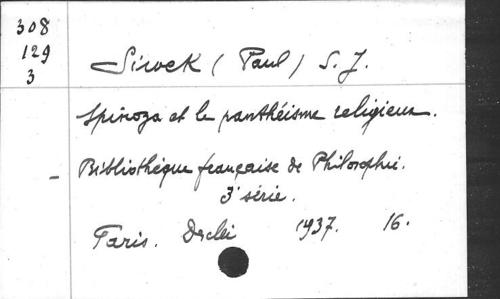 308
129
3
Siwek (Paul) S. J.
Spinoza et le panthéisme religieux.
Bibliothèque française de Philosophie.
3ᵉ série.
Paris. Desclée 1937. 16.